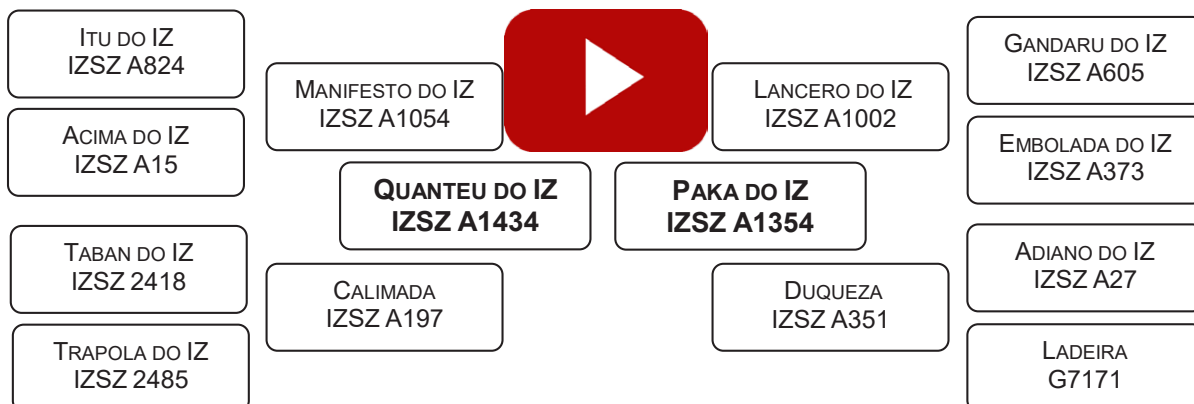 ITU DO IZ
IZSZ A824
ACIMA DO IZ
IZSZ A15
TABAN DO IZ
IZSZ 2418
TRAPOLA DO IZ
IZSZ 2485
MANIFESTO DO IZ
IZSZ A1054
CALIMADA
IZSZ A197
QUANTEU DO IZ
IZSZ A1434
PAKA DO IZ
IZSZ A1354
LANCERO DO IZ
IZSZ A1002
DUQUEZA
IZSZ A351
GANDARU DO IZ
IZSZ A605
EMBOLADA DO IZ
IZSZ A373
ADIANO DO IZ
IZSZ A27
LADEIRA
G7171